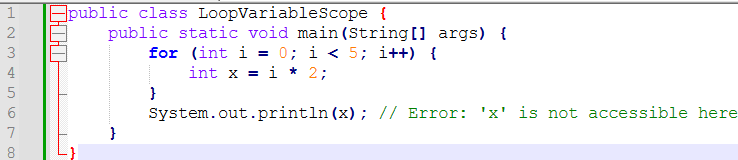 1 public class LoopVariableScope {
2     public static void main(String[] args) {
3         for (int i = 0; i < 5; i++) {
4             int x = i * 2;
5         }
6         System.out.println(x); // Error: 'x' is not accessible here
7     }
8 }